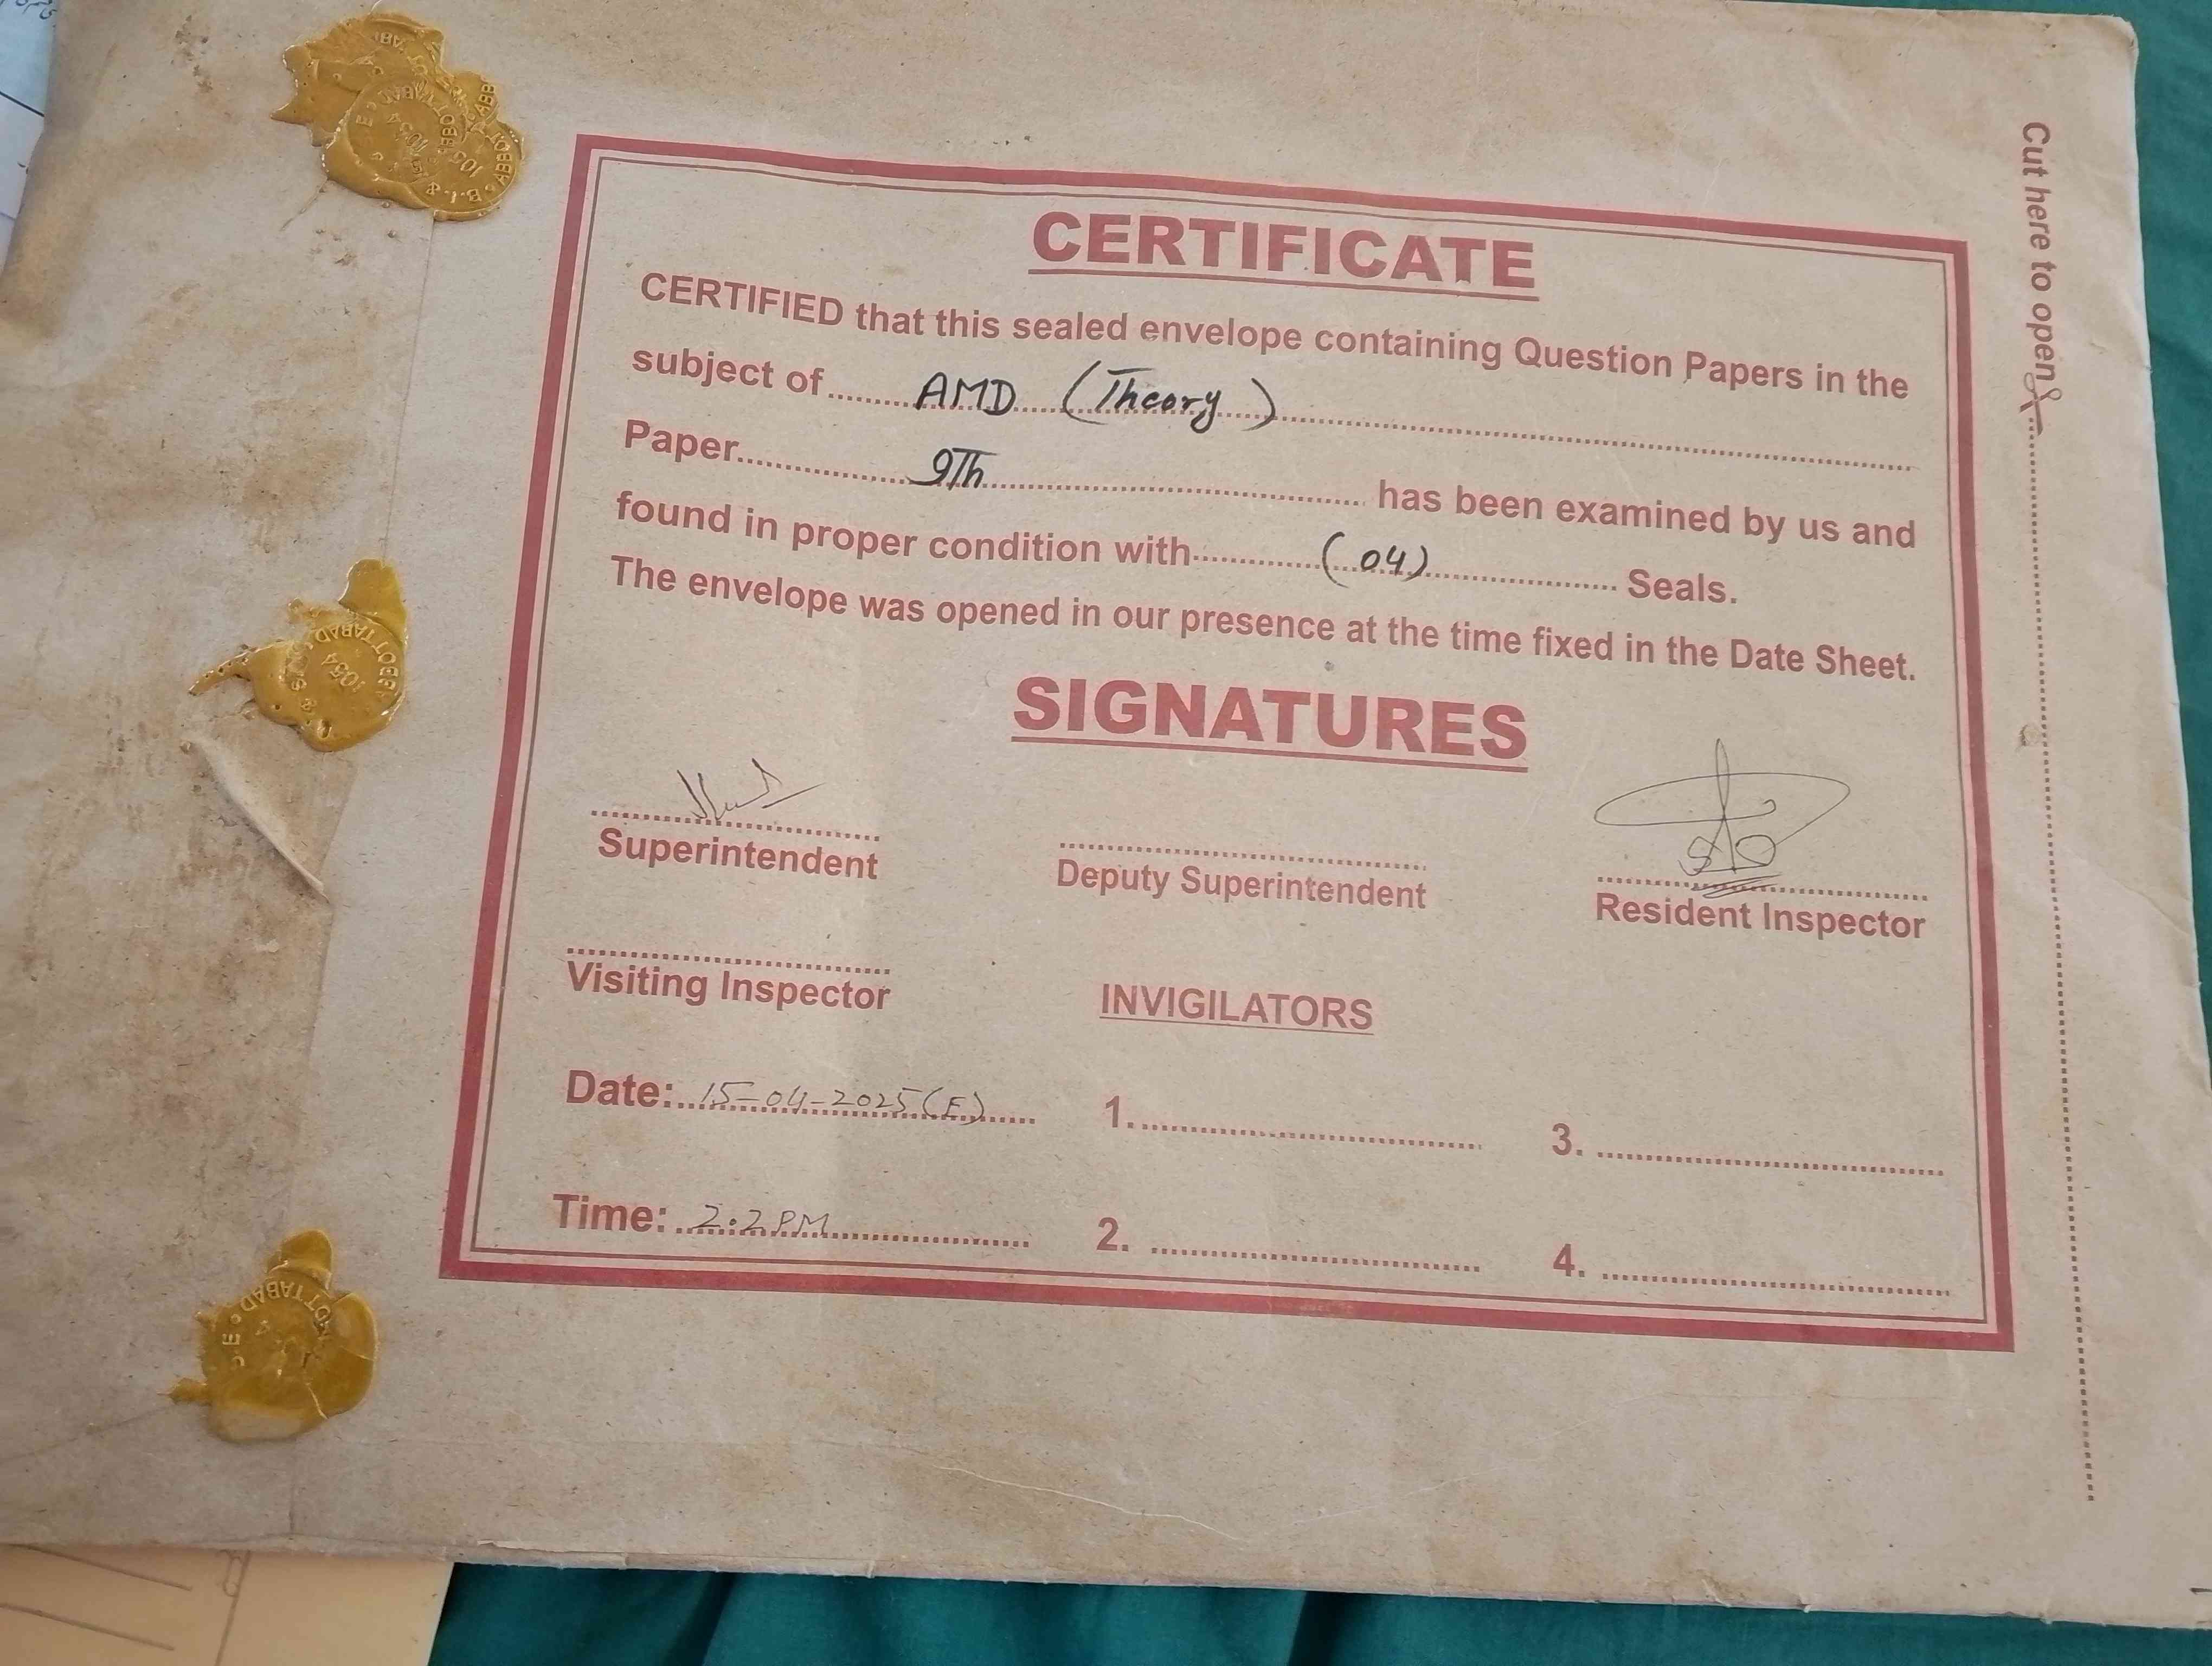 CERTIFICATE
CERTIFIED that this sealed envelope containing Question Papers in the
subject of AMD (Theory)
Paper 9Th has been examined by us and
found in proper condition with (04) Seals.
The envelope was opened in our presence at the time fixed in the Date Sheet.
SIGNATURES
Superintendent
Deputy Superintendent
Resident Inspector
Visiting Inspector
INVIGILATORS
Date: 15-04-2025(E)
1.
3.
Time: 2:2 PM
2.
4.
Cut here to open
ABBOTTABAD
1054